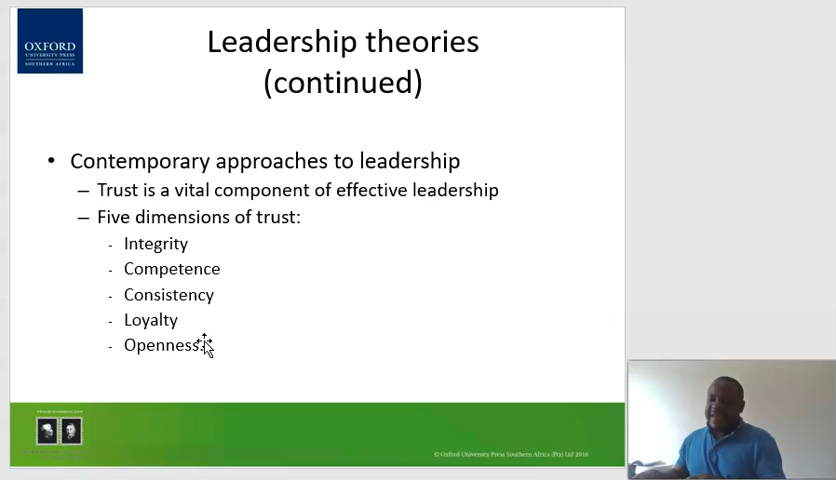 OXFORD
UNIVERSITY PRESS
SOUTHERN AFRICA
Leadership theories
(continued)
• Contemporary approaches to leadership
– Trust is a vital component of effective leadership
– Five dimensions of trust:
- Integrity
- Competence
- Consistency
- Loyalty
- Openness.
© Oxford University Press Southern Africa (Pty) Ltd 2016